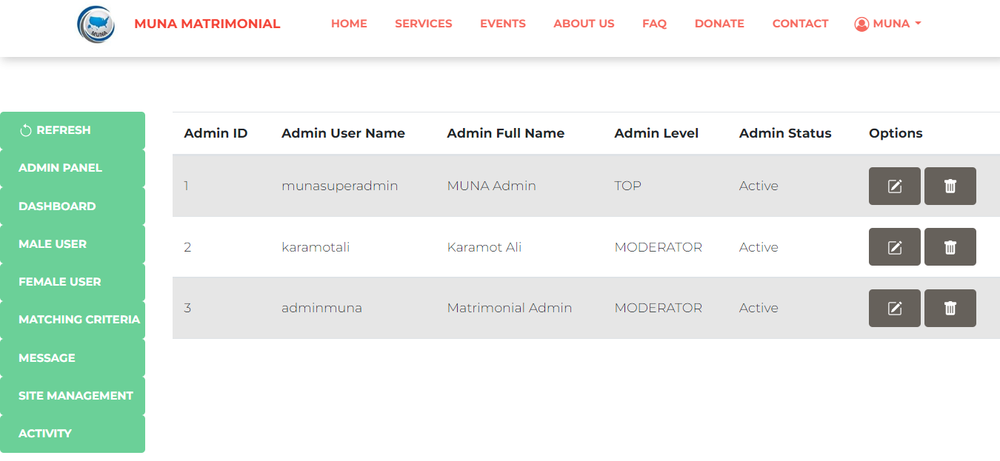 MUNA
MUNA MATRIMONIAL HOME SERVICES EVENTS ABOUT US FAQ DONATE CONTACT MUNA
REFRESH
ADMIN PANEL
DASHBOARD
MALE USER
FEMALE USER
MATCHING CRITERIA
MESSAGE
SITE MANAGEMENT
ACTIVITY
Admin ID Admin User Name Admin Full Name Admin Level Admin Status Options
1 munasuperadmin MUNA Admin TOP Active
2 karamotali Karamot Ali MODERATOR Active
3 adminmuna Matrimonial Admin MODERATOR Active